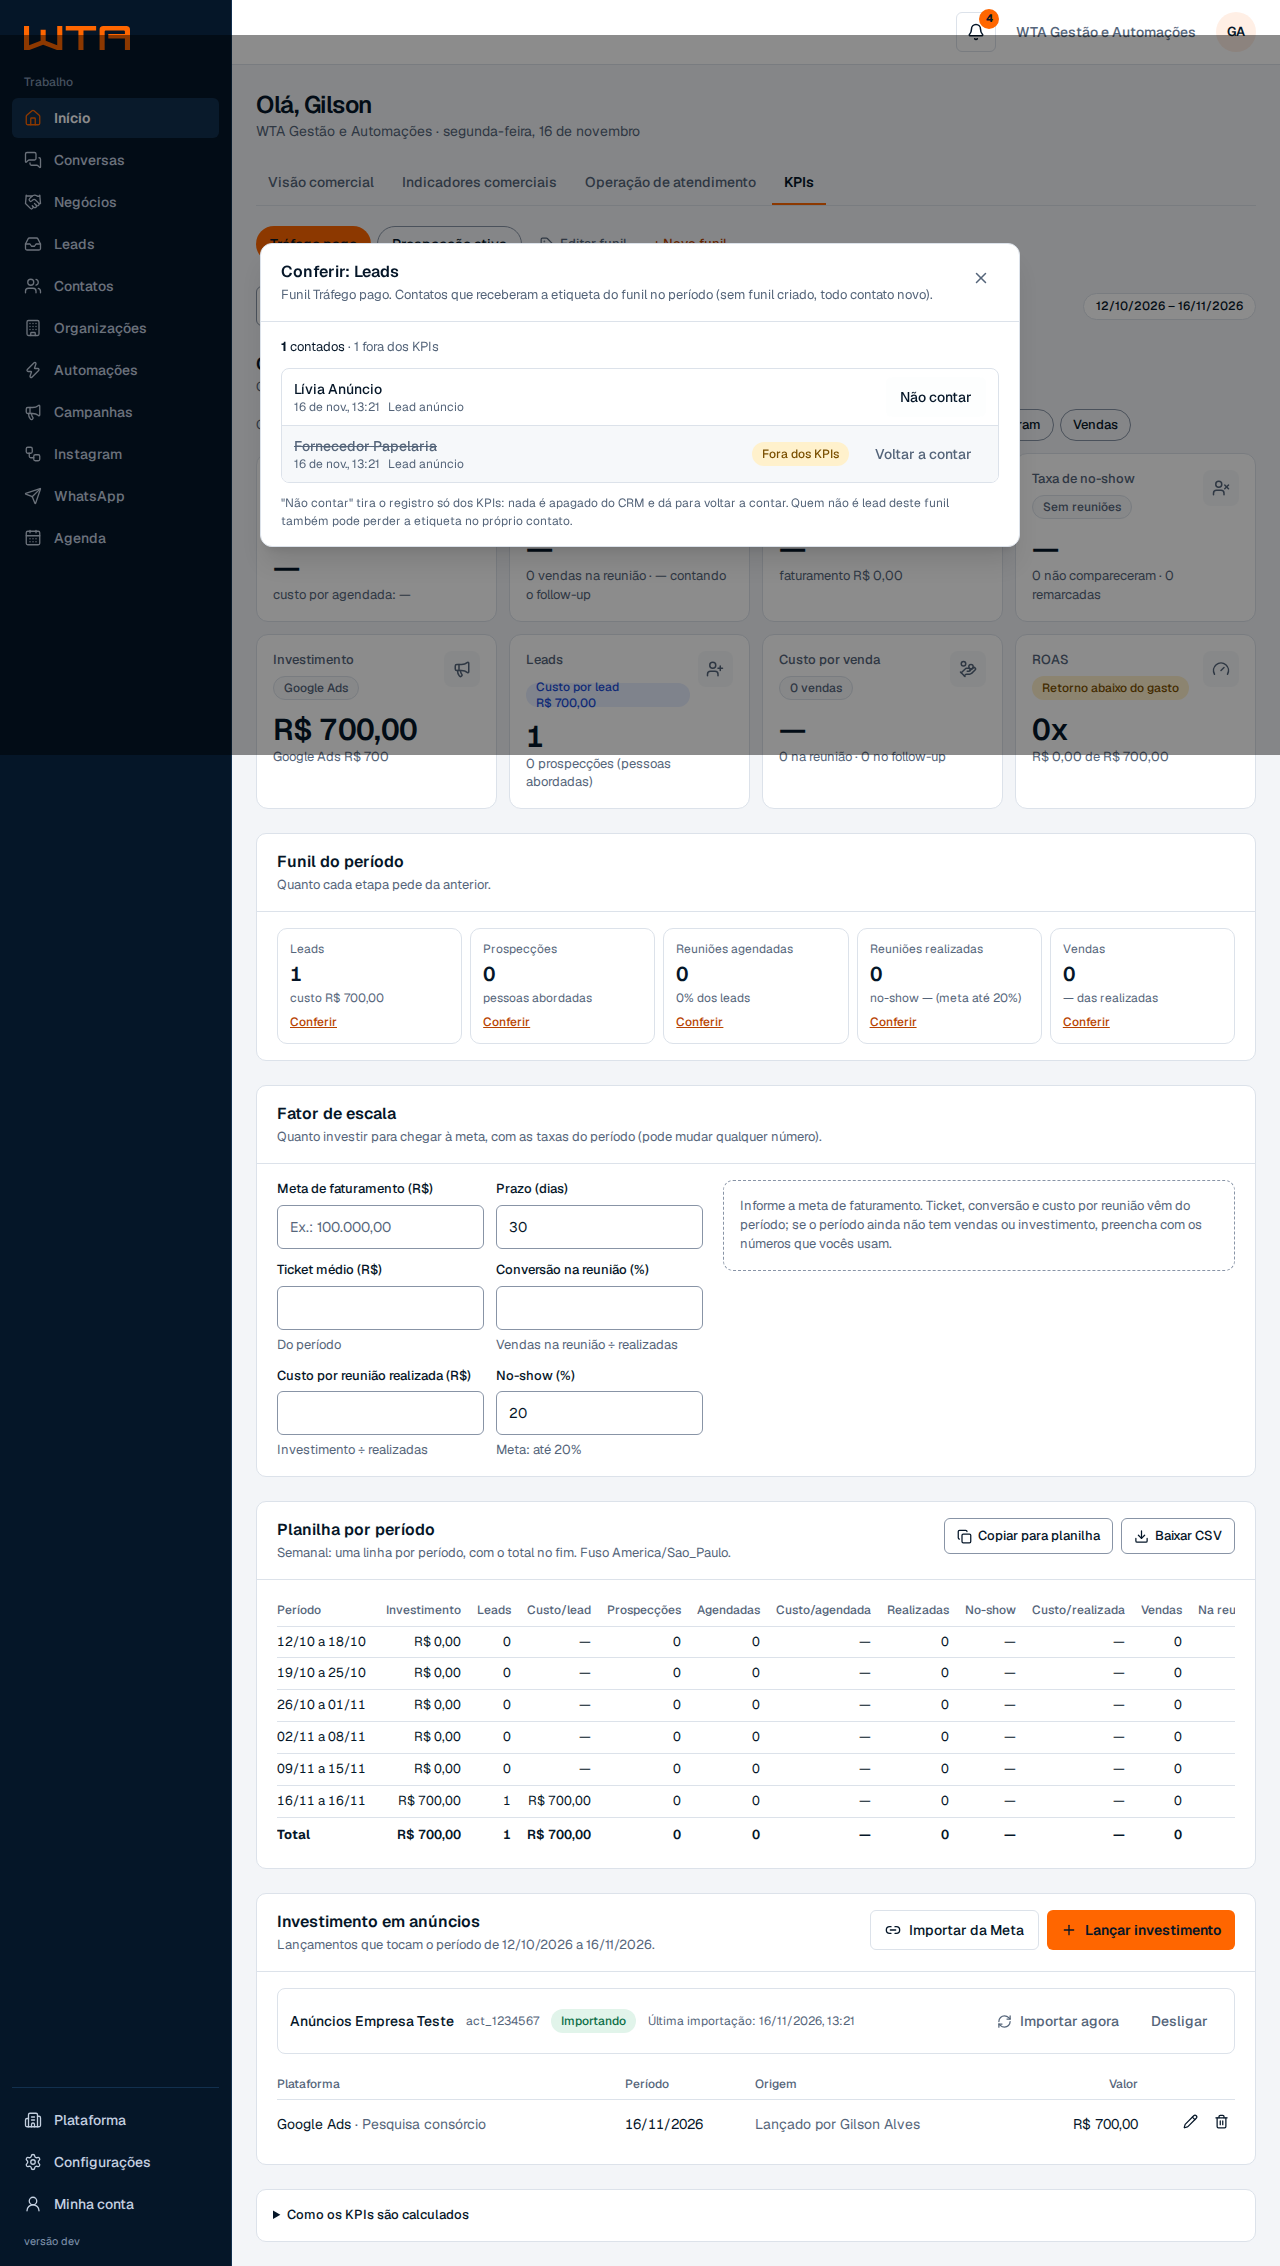 WTA
4
WTA Gestão e Automações
GA
Trabalho
Início
Conversas
Negócios
Leads
Contatos
Organizações
Automações
Campanhas
Instagram
WhatsApp
Agenda
Olá, Gilson
WTA Gestão e Automações · segunda-feira, 16 de novembro
Visão comercial
Indicadores comerciais
Operação de atendimento
KPIs
Conferir: Leads
Funil Tráfego pago. Contatos que receberam a etiqueta do funil no período (sem funil criado, todo contato novo).
12/10/2026 – 16/11/2026
1 contados · 1 fora dos KPIs
Lívia Anúncio
16 de nov., 13:21 Lead anúncio
Não contar
Fornecedor Papelaria
16 de nov., 13:21 Lead anúncio
Fora dos KPIs
Voltar a contar
"Não contar" tira o registro só dos KPIs: nada é apagado do CRM e dá para voltar a contar. Quem não é lead deste funil
também pode perder a etiqueta no próprio contato.
Vendas
—
custo por agendada: —
—
0 vendas na reunião · — contando
o follow-up
—
faturamento R$ 0,00
Taxa de no-show
Sem reuniões
—
0 não compareceram · 0
remarcadas
Investimento
Google Ads
R$ 700,00
Google Ads R$ 700
Leads
Custo por lead
R$ 700,00
1
0 prospecções (pessoas
abordadas)
Custo por venda
0 vendas
—
0 na reunião · 0 no follow-up
ROAS
Retorno abaixo do gasto
0x
R$ 0,00 de R$ 700,00
Funil do período
Quanto cada etapa pede da anterior.
Leads
1
custo R$ 700,00
Conferir
Prospecções
0
pessoas abordadas
Conferir
Reuniões agendadas
0
0% dos leads
Conferir
Reuniões realizadas
0
no-show — (meta até 20%)
Conferir
Vendas
0
— das realizadas
Conferir
Fator de escala
Quanto investir para chegar à meta, com as taxas do período (pode mudar qualquer número).
Meta de faturamento (R$)
Ex.: 100.000,00
Prazo (dias)
30
Ticket médio (R$)
Do período
Conversão na reunião (%)
Vendas na reunião ÷ realizadas
Custo por reunião realizada (R$)
Investimento ÷ realizadas
No-show (%)
20
Meta: até 20%
Informe a meta de faturamento. Ticket, conversão e custo por reunião vêm do
período; se o período ainda não tem vendas ou investimento, preencha com os
números que vocês usam.
Planilha por período
Semanal: uma linha por período, com o total no fim. Fuso America/Sao_Paulo.
Copiar para planilha
Baixar CSV
Período Investimento Leads Custo/lead Prospecções Agendadas Custo/agendada Realizadas No-show Custo/realizada Vendas Na reu
12/10 a 18/10 R$ 0,00 0 — 0 0 — 0 — — 0
19/10 a 25/10 R$ 0,00 0 — 0 0 — 0 — — 0
26/10 a 01/11 R$ 0,00 0 — 0 0 — 0 — — 0
02/11 a 08/11 R$ 0,00 0 — 0 0 — 0 — — 0
09/11 a 15/11 R$ 0,00 0 — 0 0 — 0 — — 0
16/11 a 16/11 R$ 700,00 1 R$ 700,00 0 0 — 0 — — 0
Total R$ 700,00 1 R$ 700,00 0 0 — 0 — — 0
Investimento em anúncios
Lançamentos que tocam o período de 12/10/2026 a 16/11/2026.
Importar da Meta
Lançar investimento
Anúncios Empresa Teste act_1234567 Importando Última importação: 16/11/2026, 13:21
Importar agora
Desligar
Plataforma Período Origem Valor
Google Ads · Pesquisa consórcio 16/11/2026 Lançado por Gilson Alves R$ 700,00
Como os KPIs são calculados
Plataforma
Configurações
Minha conta
versão dev